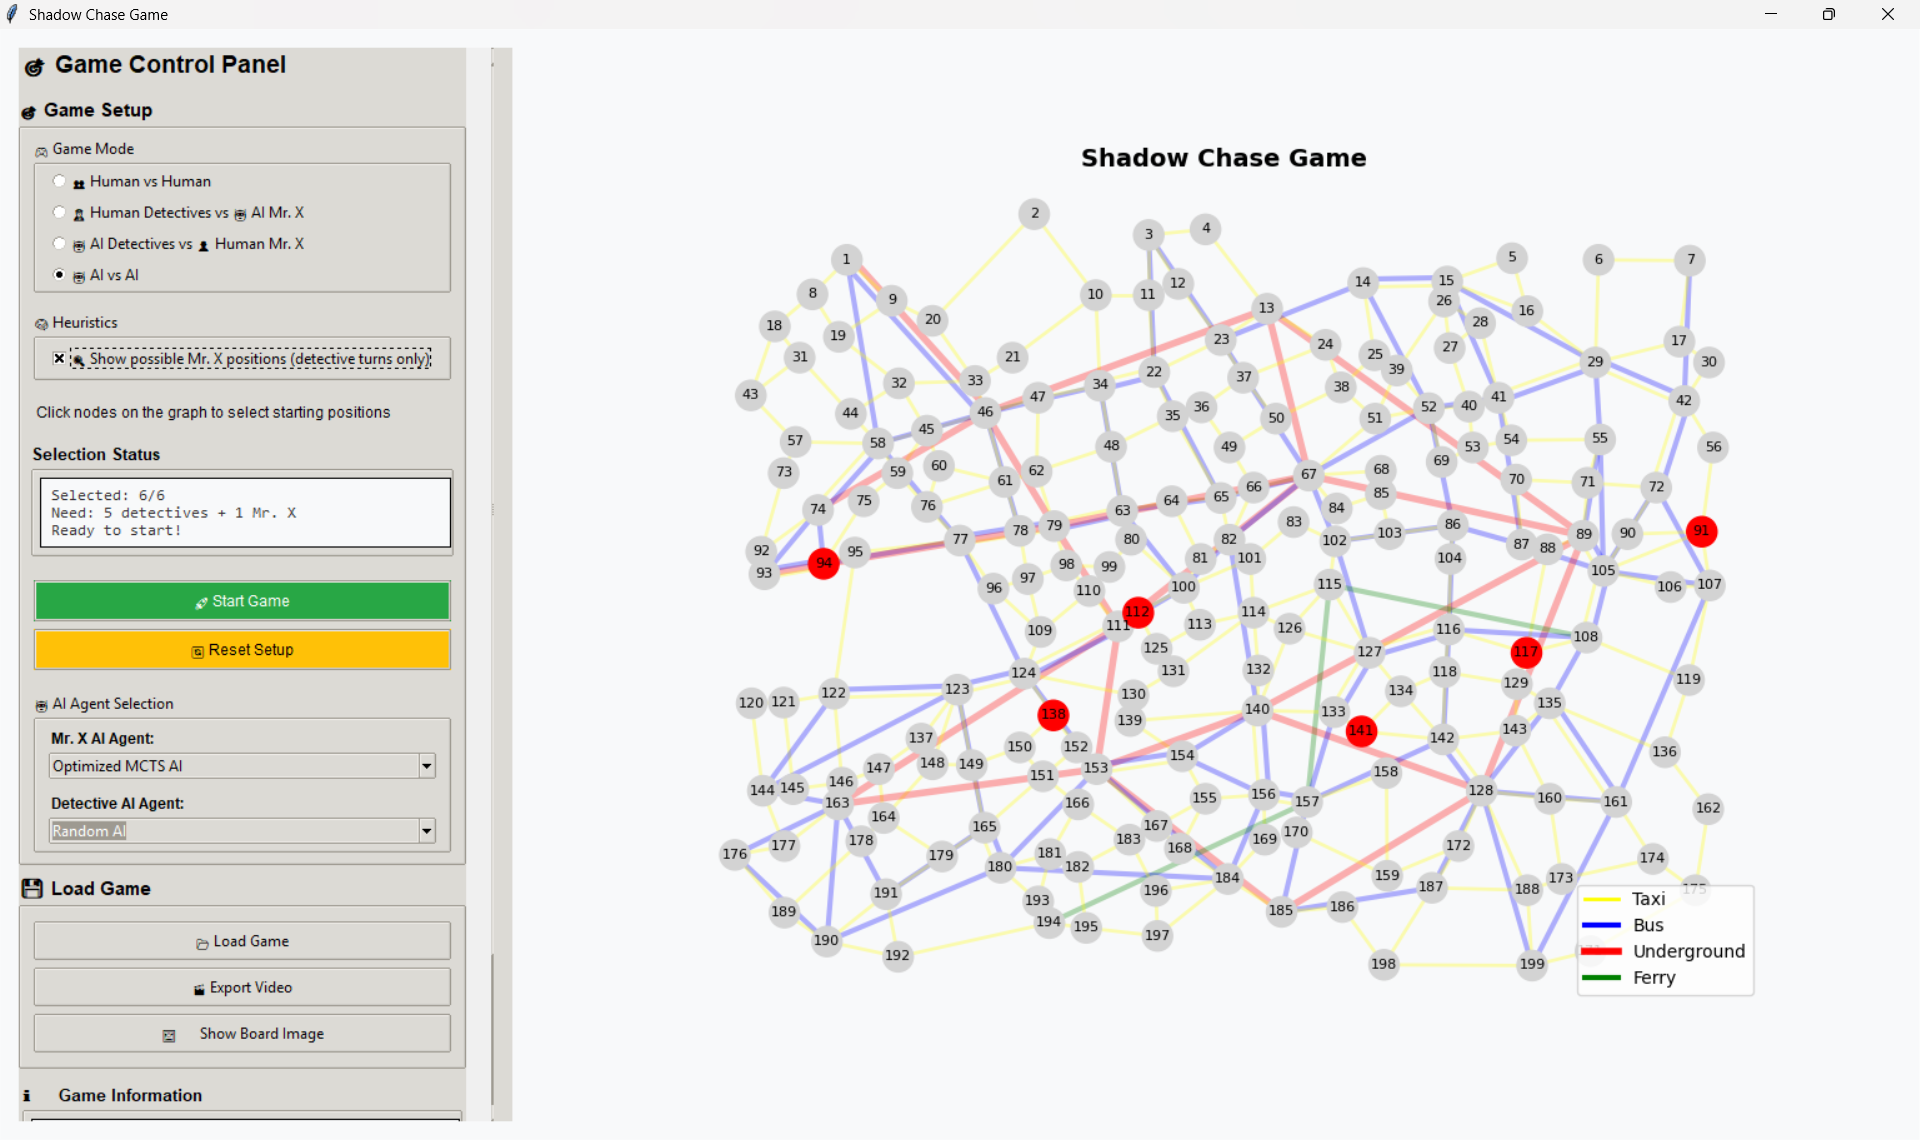 Shadow Chase Game
Game Control Panel
Game Setup
Game Mode
Human vs Human
Human Detectives vs AI Mr. X
AI Detectives vs Human Mr. X
AI vs AI
Heuristics
Show possible Mr. X positions (detective turns only)
Click nodes on the graph to select starting positions
Selection Status
Selected: 6/6
Need: 5 detectives + 1 Mr. X
Ready to start!
Start Game
Reset Setup
AI Agent Selection
Mr. X AI Agent:
Optimized MCTS AI
Detective AI Agent:
Random AI
Load Game
Load Game
Export Video
Show Board Image
Game Information
Shadow Chase Game
2
3 4
1 5 6 7
8 9 10 11 12 13 14 15 16
18 19 20 23 26 28 17
31 21 22 24 25 27 29 30
43 32 33 47 34 37 38 39 42
44 46 35 36 50 51 52 40 41
57 58 45 48 49 53 54 55 56
73 59 60 61 62 67 68 69 70 71 72
74 75 76 63 64 65 66 85 84
77 78 79 80 82 83 102 103 86 87 88 89 90 91
92 93 94 95 96 97 98 99 100 81 101 104 105 106 107
110 111 112 113 114 115
109 125 126 127 116 117 108
124 131 132 118 129 119
120 121 122 123 138 130 139 140 133 134 135
137 150 152 141 142 143 136
144 145 146 147 148 149 151 153 154 158
163 164 166 155 156 157 128 160 161 162
176 177 178 179 165 181 182 183 167 168 169 170 172 174
180 184 159 187 188 173 175
189 191 193 196 185 186
190 192 194 195 197 198 199
Taxi
Bus
Underground
Ferry